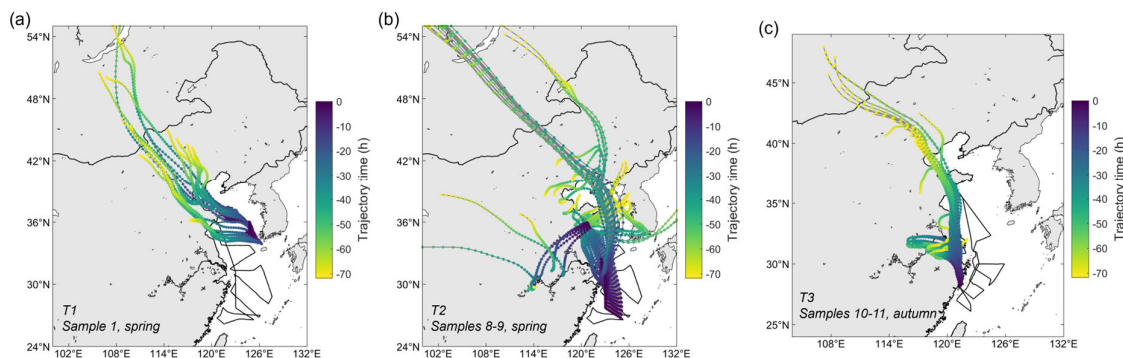 (a)
54°N
48°N
42°N
36°N
30°N
24°N
102°E 108°E 114°E 120°E 126°E 132°E
T1
Sample 1, spring
0
-10
-20
-30
-40
-50
-60
-70
Trajectory time (h)
(b)
54°N
48°N
42°N
36°N
30°N
24°N
102°E 108°E 114°E 120°E 126°E 132°E
T2
Samples 8-9, spring
0
-10
-20
-30
-40
-50
-60
-70
Trajectory time (h)
(c)
45°N
40°N
35°N
30°N
25°N
108°E 114°E 120°E 126°E 132°E
T3
Samples 10-11, autumn
0
-10
-20
-30
-40
-50
-60
-70
Trajectory time (h)